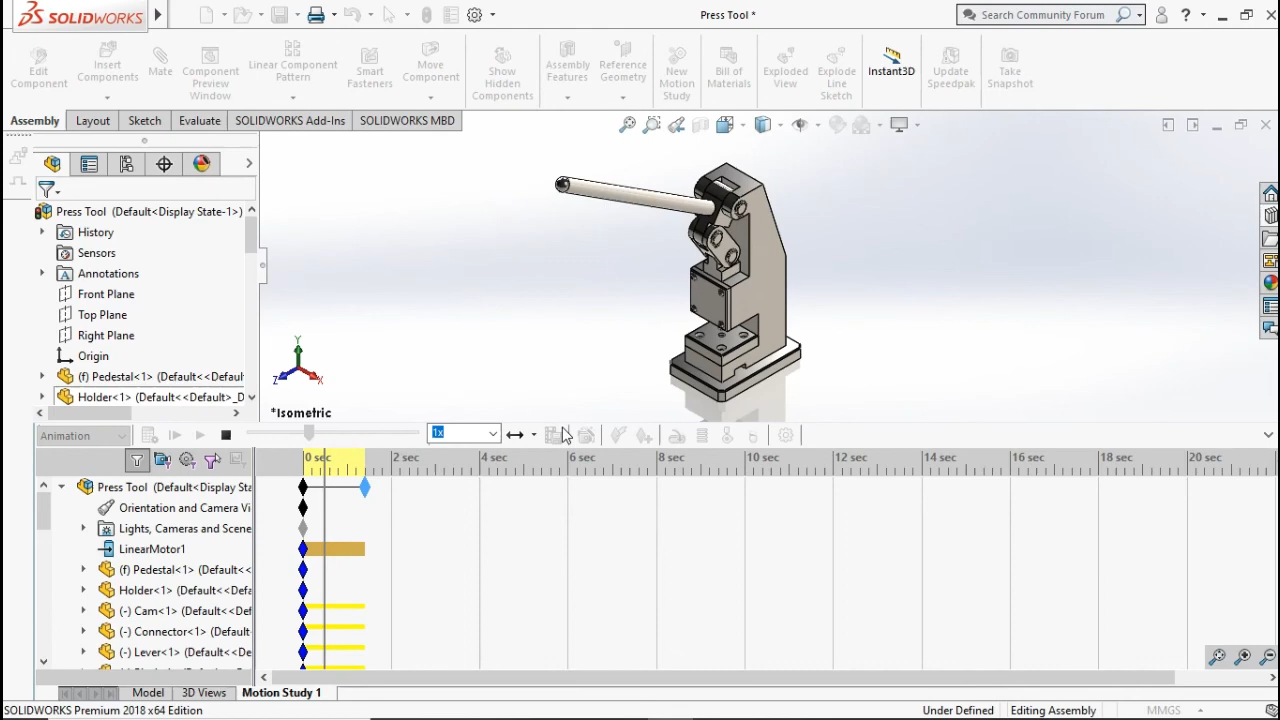 SOLIDWORKS
Press Tool *
Search Community Forum
?
Edit Component
Insert Components
Mate
Component Preview Window
Linear Component Pattern
Smart Fasteners
Move Component
Show Hidden Components
Assembly Features
Reference Geometry
New Motion Study
Bill of Materials
Exploded View
Explode Line Sketch
Instant3D
Update Speedpak
Take Snapshot
Assembly
Layout
Sketch
Evaluate
SOLIDWORKS Add-Ins
SOLIDWORKS MBD
Press Tool (Default<Display State-1>)
History
Sensors
Annotations
Front Plane
Top Plane
Right Plane
Origin
(f) Pedestal<1> (Default<<Defaul
Holder<1> (Default<<Default>_D
Y
Z
X
*Isometric
Animation
1x
0 sec
2 sec
4 sec
6 sec
8 sec
10 sec
12 sec
14 sec
16 sec
18 sec
20 sec
Press Tool (Default<Display Sta
Orientation and Camera Vi
Lights, Cameras and Scene
LinearMotor1
(f) Pedestal<1> (Default<<
Holder<1> (Default<<Defa
(-) Cam<1> (Default<<Def
(-) Connector<1> (Default
(-) Lever<1> (Default<<De
Model
3D Views
Motion Study 1
SOLIDWORKS Premium 2018 x64 Edition
Under Defined
Editing Assembly
MMGS